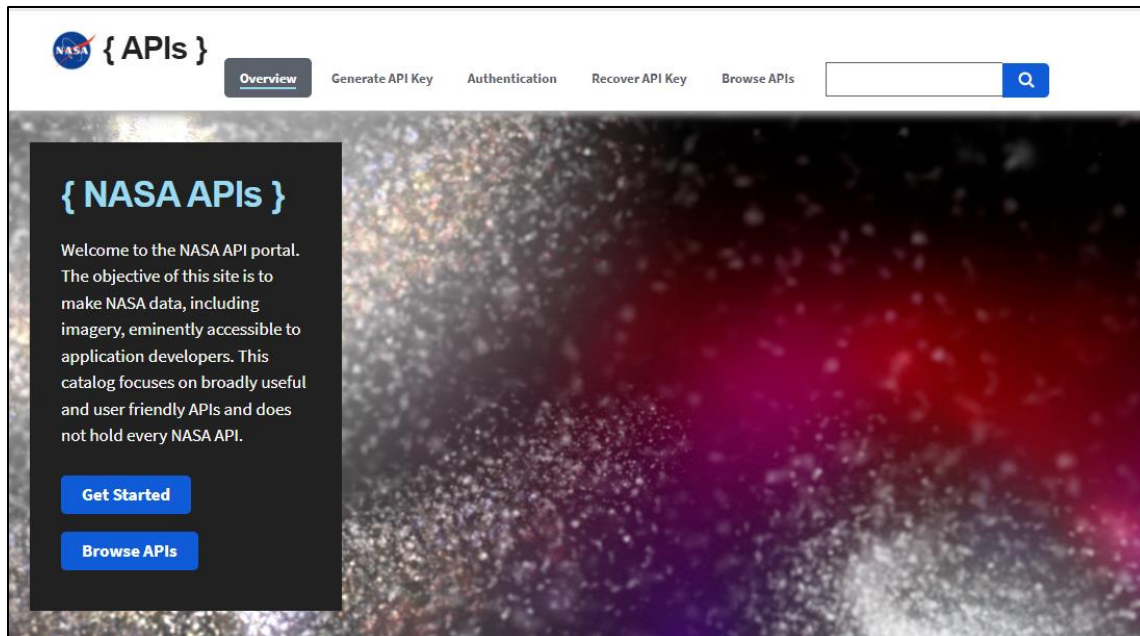 NASA { APIs }
Overview Generate API Key Authentication Recover API Key Browse APIs
{ NASA APIs }
Welcome to the NASA API portal.
The objective of this site is to
make NASA data, including
imagery, eminently accessible to
application developers. This
catalog focuses on broadly useful
and user friendly APIs and does
not hold every NASA API.
Get Started
Browse APIs